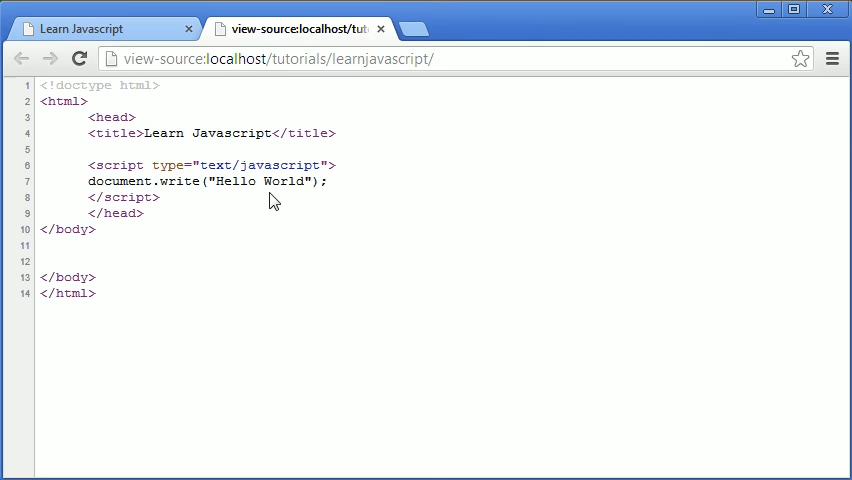 Learn Javascript
view-source:localhost/tut
view-source:localhost/tutorials/learnjavascript/
1 <!doctype html>
2 <html>
3 <head>
4 <title>Learn Javascript</title>
5
6 <script type="text/javascript">
7 document.write("Hello World");
8 </script>
9 </head>
10 </body>
11
12
13 </body>
14 </html>